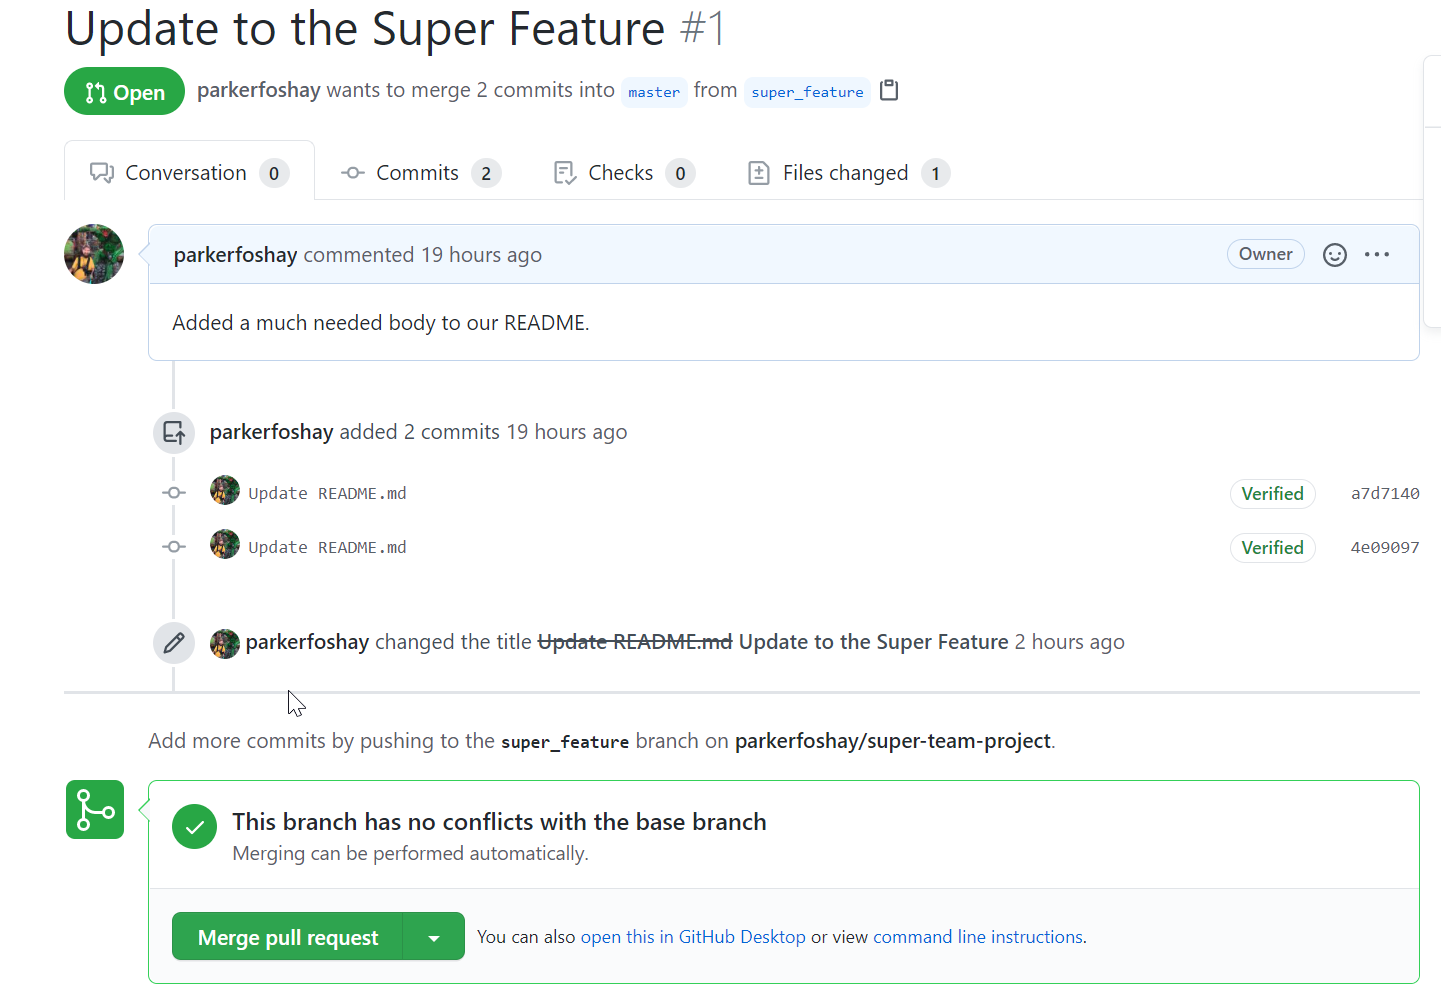 Update to the Super Feature #1
Open parkerfoshay wants to merge 2 commits into master from super_feature
Conversation 0 Commits 2 Checks 0 Files changed 1
parkerfoshay commented 19 hours ago Owner
Added a much needed body to our README.
parkerfoshay added 2 commits 19 hours ago
Update README.md Verified a7d7140
Update README.md Verified 4e09097
parkerfoshay changed the title Update README.md Update to the Super Feature 2 hours ago
Add more commits by pushing to the super_feature branch on parkerfoshay/super-team-project.
This branch has no conflicts with the base branch
Merging can be performed automatically.
Merge pull request You can also open this in GitHub Desktop or view command line instructions.